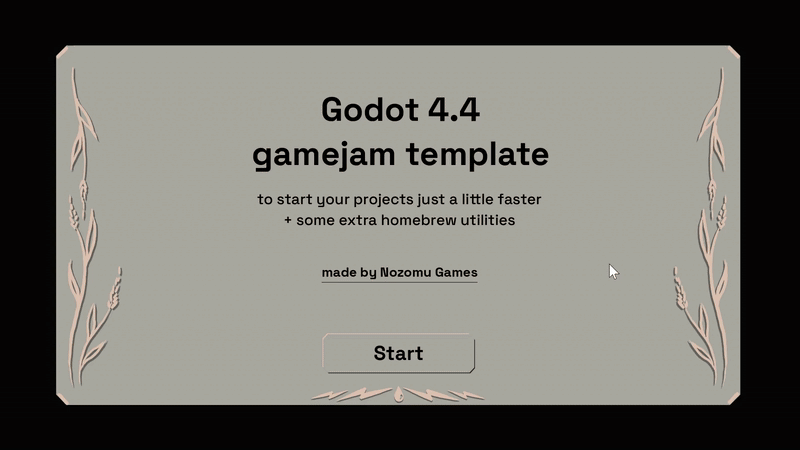 Godot 4.4
gamejam template
to start your projects just a little faster
+ some extra homebrew utilities
made by Nozomu Games
Start